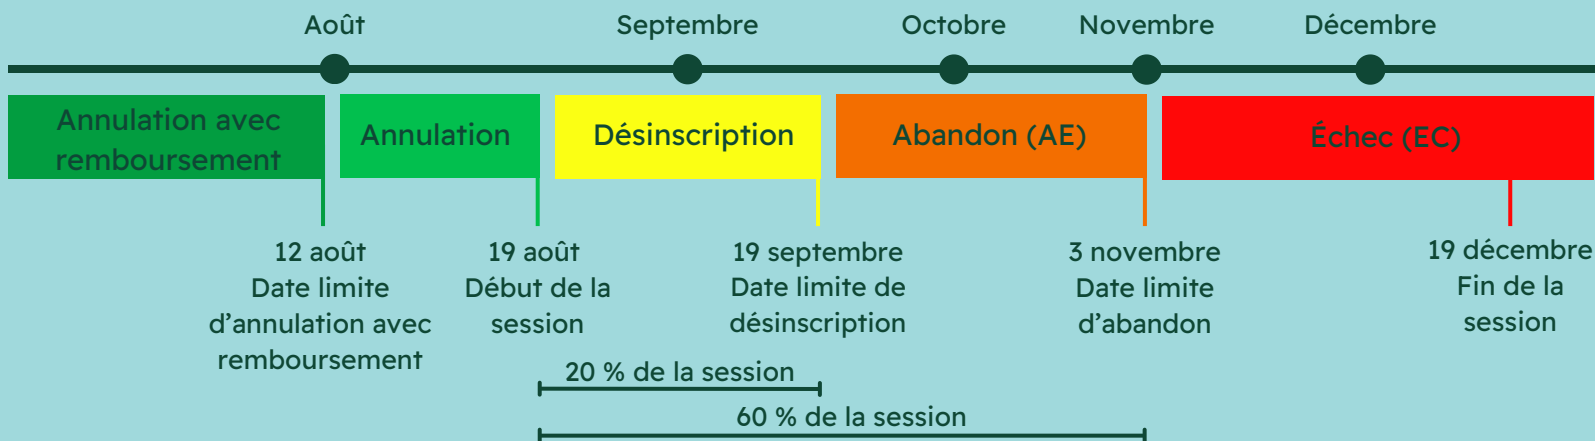 Août
Septembre
Octobre
Novembre
Décembre
Annulation avec
remboursement
Annulation
Désinscription
Abandon (AE)
Échec (EC)
12 août
Date limite
d'annulation avec
remboursement
19 août
Début de la
session
19 septembre
Date limite de
désinscription
3 novembre
Date limite
d'abandon
19 décembre
Fin de la
session
20 % de la session
60 % de la session